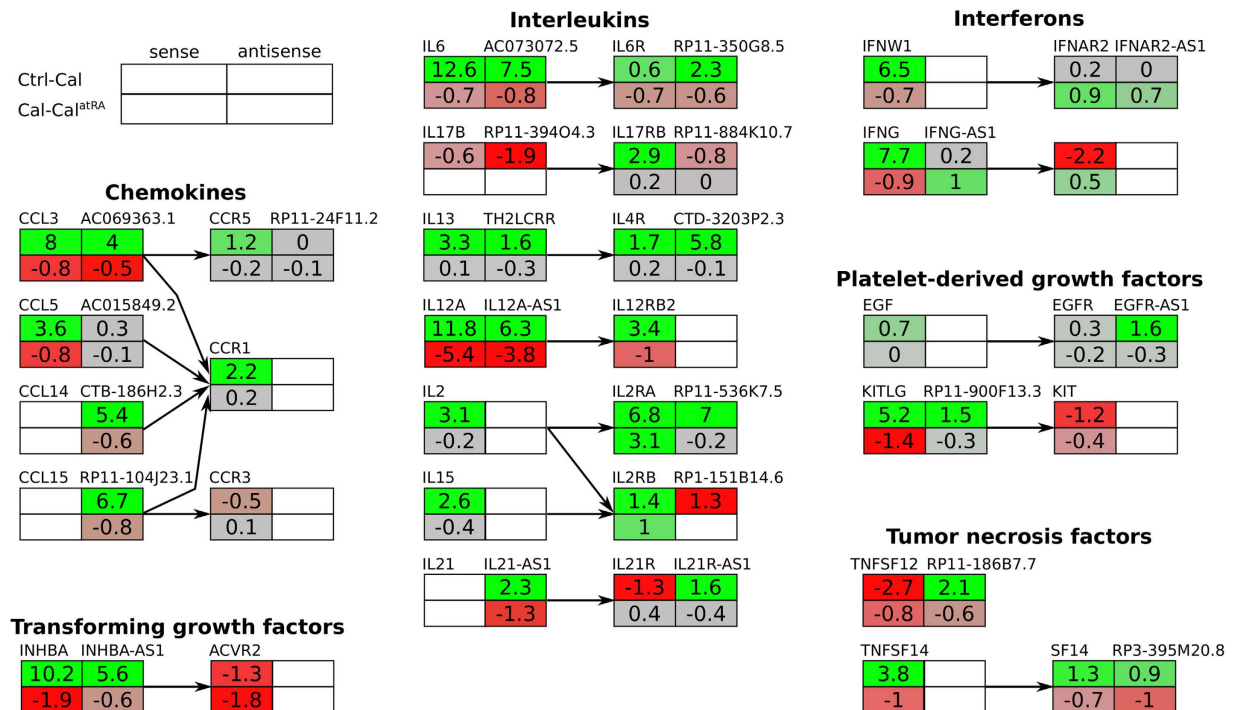 sense antisense
Ctrl-Cal
Cal-Cal^atRA
Chemokines
CCL3 AC069363.1 CCR5 RP11-24F11.2
8 4 1.2 0
-0.8 -0.5 -0.2 -0.1
CCL5 AC015849.2
3.6 0.3
-0.8 -0.1
CCR1
2.2
0.2
CCL14 CTB-186H2.3
5.4
-0.6
CCL15 RP11-104J23.1 CCR3
6.7 -0.5
-0.8 0.1
Transforming growth factors
INHBA INHBA-AS1 ACVR2
10.2 5.6 -1.3
-1.9 -0.6 -1.8
Interleukins
IL6 AC073072.5 IL6R RP11-350G8.5
12.6 7.5 0.6 2.3
-0.7 -0.8 -0.7 -0.6
IL17B RP11-394O4.3 IL17RB RP11-884K10.7
-0.6 -1.9 2.9 -0.8
0.2 0
IL13 TH2LCRR IL4R CTD-3203P2.3
3.3 1.6 1.7 5.8
0.1 -0.3 0.2 -0.1
IL12A IL12A-AS1 IL12RB2
11.8 6.3 3.4
-5.4 -3.8 -1
IL2 IL2RA RP11-536K7.5
3.1 6.8 7
-0.2 3.1 -0.2
IL15 IL2RB RP1-151B14.6
2.6 1.4 1.3
-0.4 1
IL21 IL21-AS1 IL21R IL21R-AS1
2.3 -1.3 1.6
-1.3 0.4 -0.4
Interferons
IFNW1 IFNAR2 IFNAR2-AS1
6.5 0.2 0
-0.7 0.9 0.7
IFNG IFNG-AS1
7.7 0.2 -2.2
-0.9 1 0.5
Platelet-derived growth factors
EGF EGFR EGFR-AS1
0.7 0.3 1.6
0 -0.2 -0.3
KITLG RP11-900F13.3 KIT
5.2 1.5 -1.2
-1.4 -0.3 -0.4
Tumor necrosis factors
TNFSF12 RP11-186B7.7
-2.7 2.1
-0.8 -0.6
TNFSF14 SF14 RP3-395M20.8
3.8 1.3 0.9
-1 -0.7 -1